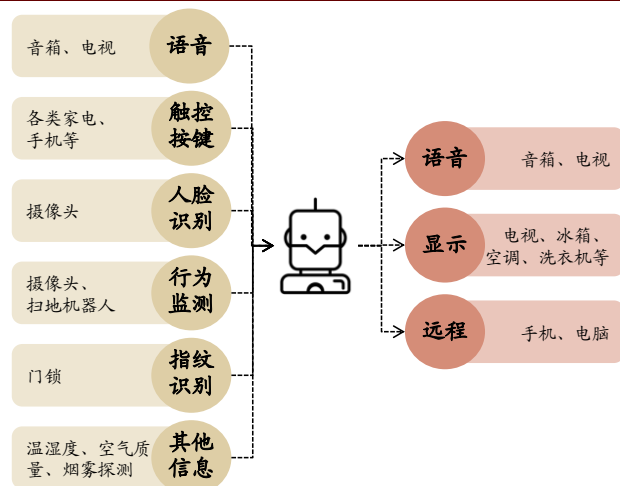 音箱、电视
语音
各类家电、
手机等
触控
按键
摄像头
人脸
识别
摄像头、
扫地机器人
行为
监测
门锁
指纹
识别
温湿度、空气质
量、烟雾探测
其他
信息
语音
音箱、电视
显示
电视、冰箱、
空调、洗衣机等
远程
手机、电脑